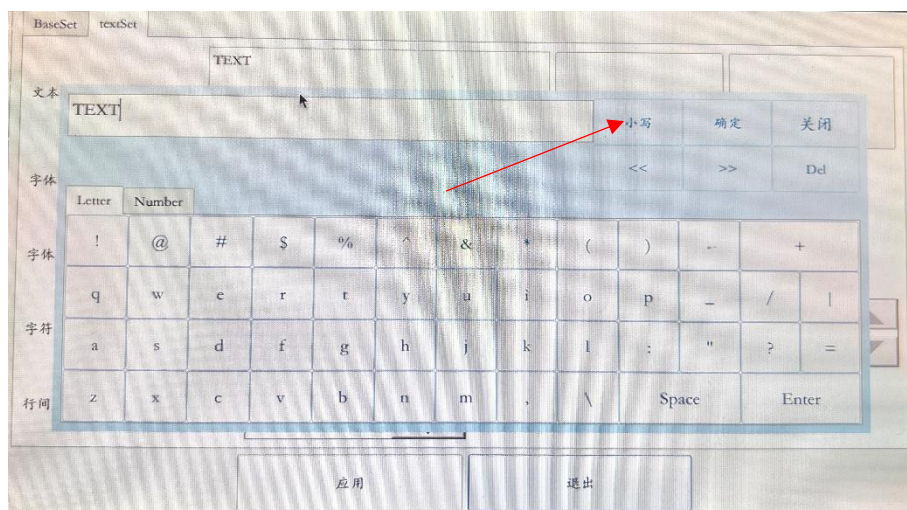 BaseSet textSet
TEXT
文本
TEXT 小写 确定 关闭
<< >> Del
字体
Letter Number
! @ # $ % ^ & * ( ) +
字体
q w e r t y u i o p _ / |
字符
a s d f g h j k l : " ? =
行间 z x c v b n m , \ Space Enter
应用 退出